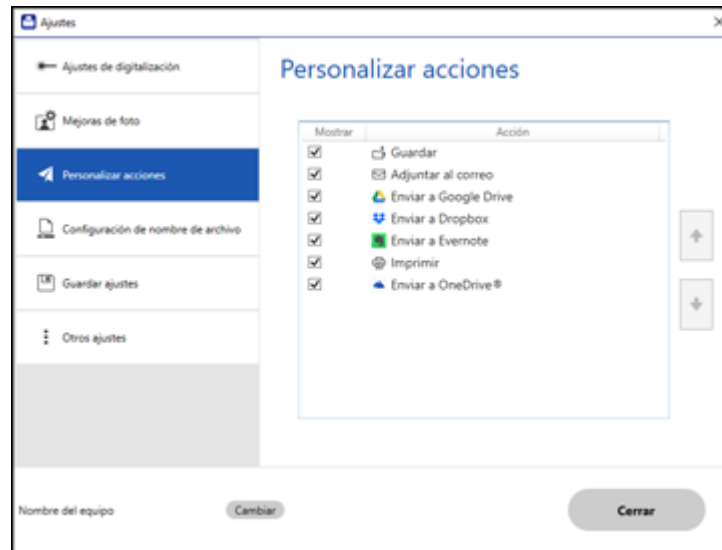 Ajustes
Ajustes de digitalización
Mejoras de foto
Personalizar acciones
Configuración de nombre de archivo
Guardar ajustes
Otros ajustes
Personalizar acciones
Mostrar Acción
Guardar
Adjuntar al correo
Enviar a Google Drive
Enviar a Dropbox
Enviar a Evernote
Imprimir
Enviar a OneDrive®
Nombre del equipo Cambiar Cerrar